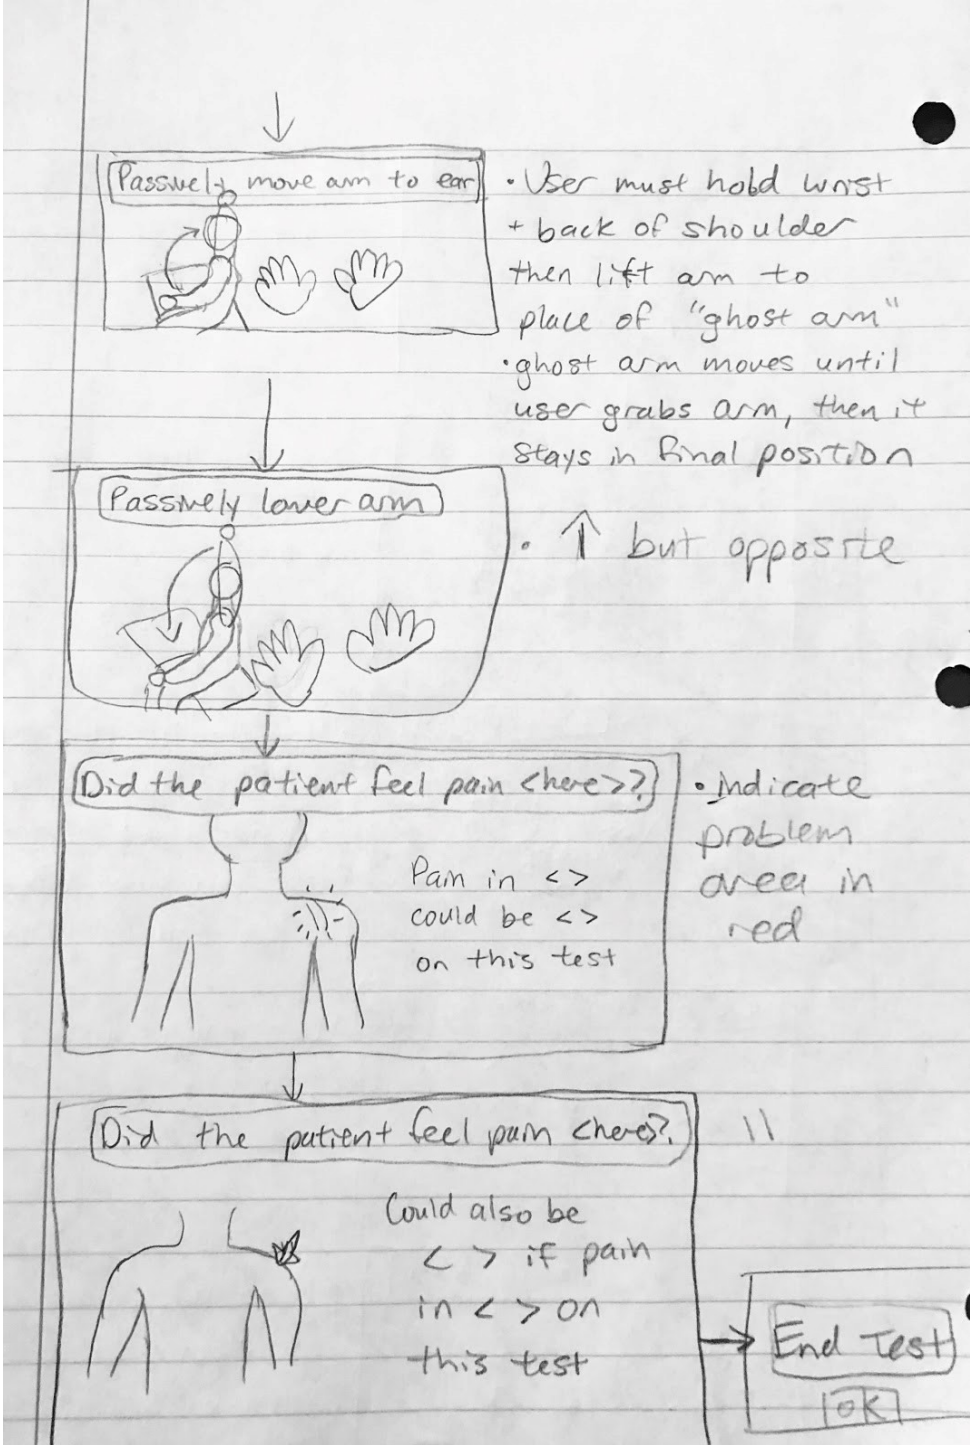 Passively move arm to ear
• User must hold wrist
+ back of shoulder
then lift arm to
place of "ghost arm"
• ghost arm moves until
user grabs arm, then it
stays in final position
Passively lower arm
• ↑ but opposite
Did the patient feel pain <here>?
Pain in < >
could be < >
on this test
• Indicate
problem
area in
red
Did the patient feel pain <here>?
"
Could also be
< > if pain
in < > on
this test
End Test
OK